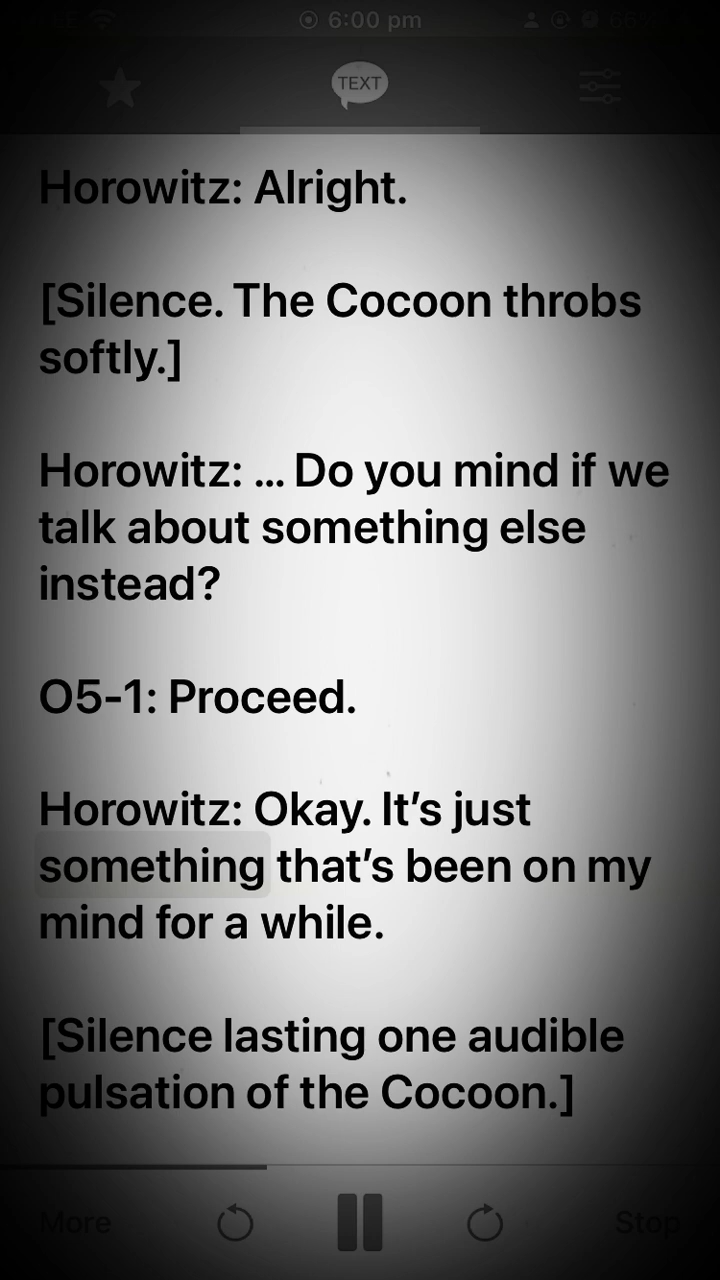 6:00 pm
TEXT
Horowitz: Alright.
[Silence. The Cocoon throbs
softly.]
Horowitz: ... Do you mind if we
talk about something else
instead?
O5-1: Proceed.
Horowitz: Okay. It’s just
something that’s been on my
mind for a while.
[Silence lasting one audible
pulsation of the Cocoon.]
More
Stop